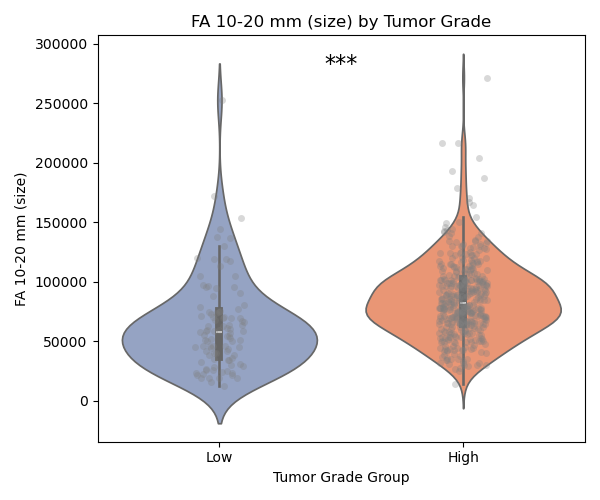 FA 10-20 mm (size) by Tumor Grade
***
300000
250000
200000
150000
100000
50000
0
FA 10-20 mm (size)
Low
High
Tumor Grade Group